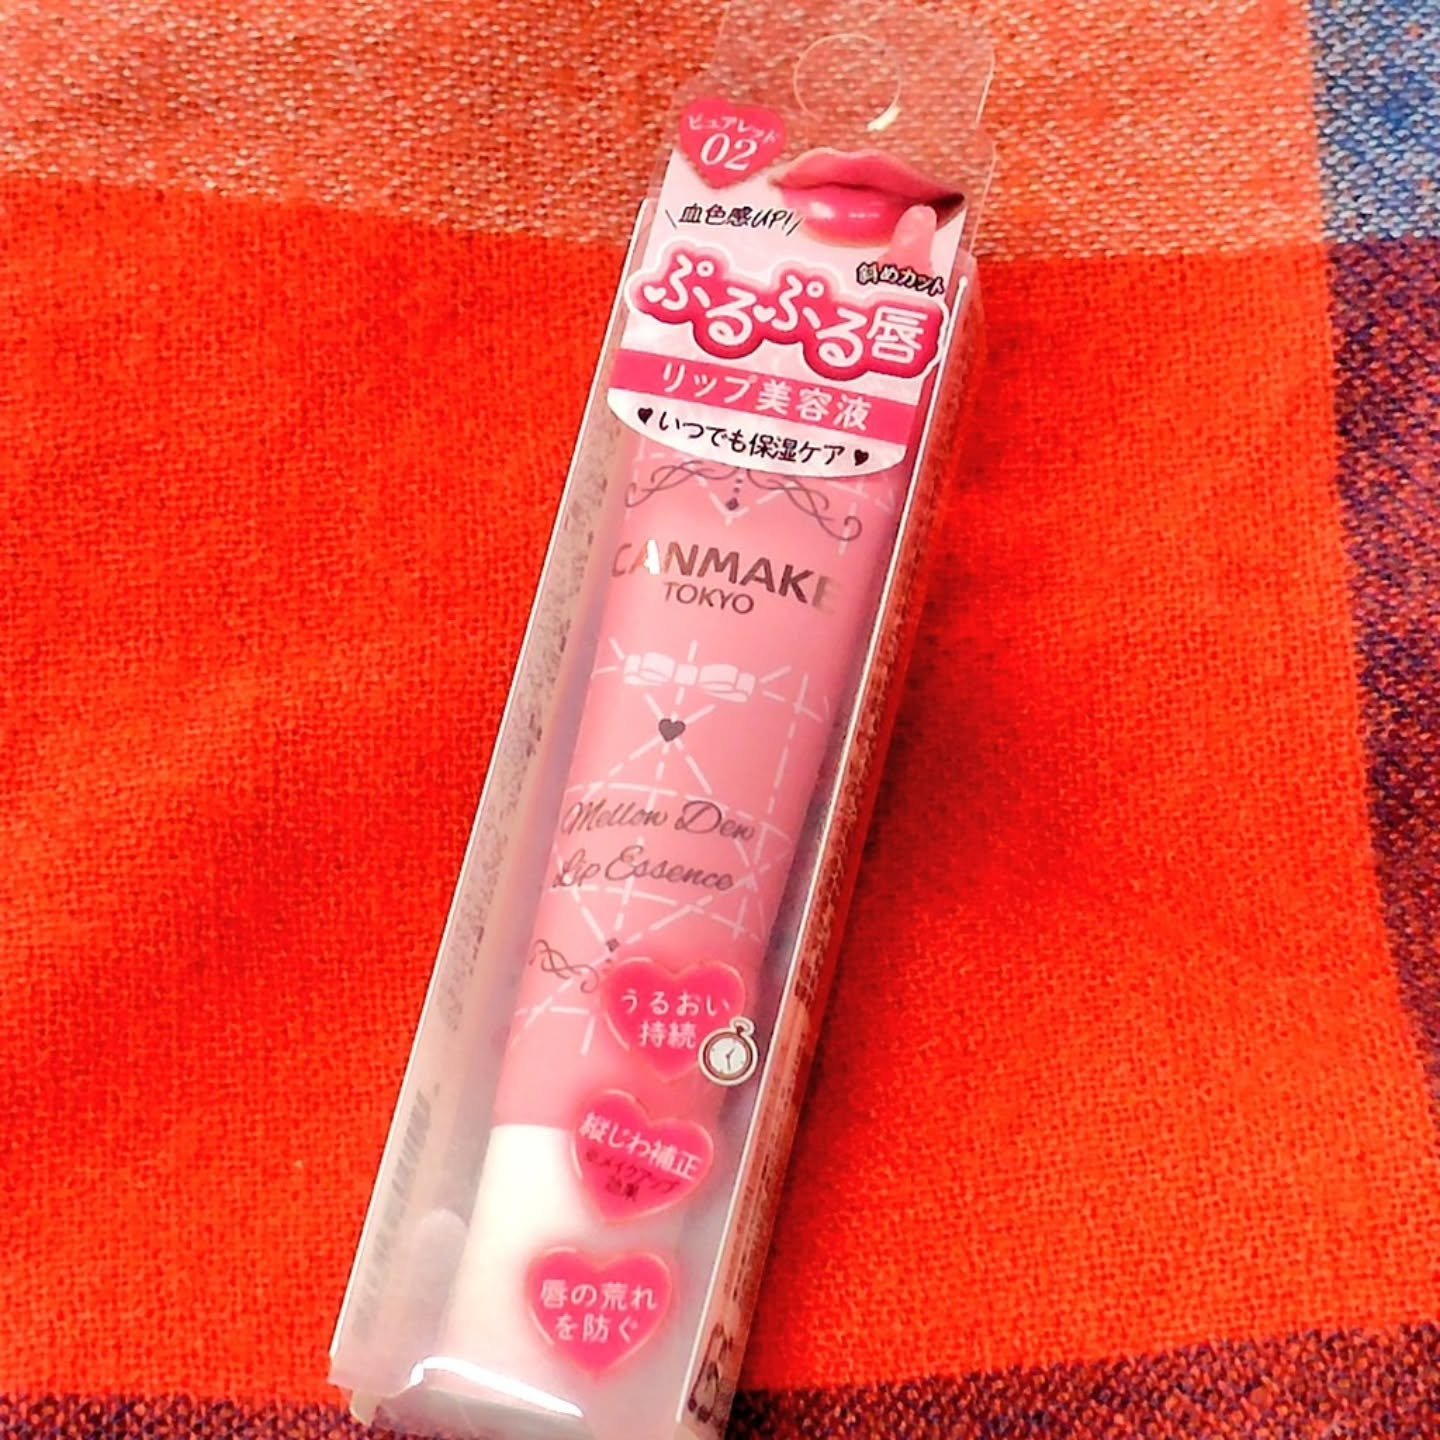 ピュアレッド
02
血色感UP!
斜めカット
ぷるぷる唇
リップ美容液
♥いつでも保湿ケア♥
CANMAKE
TOKYO
Mellow Dew
Lip Essence
うるおい
持続
縦じわ補正
※メイクアップ
効果
唇の荒れ
を防ぐ